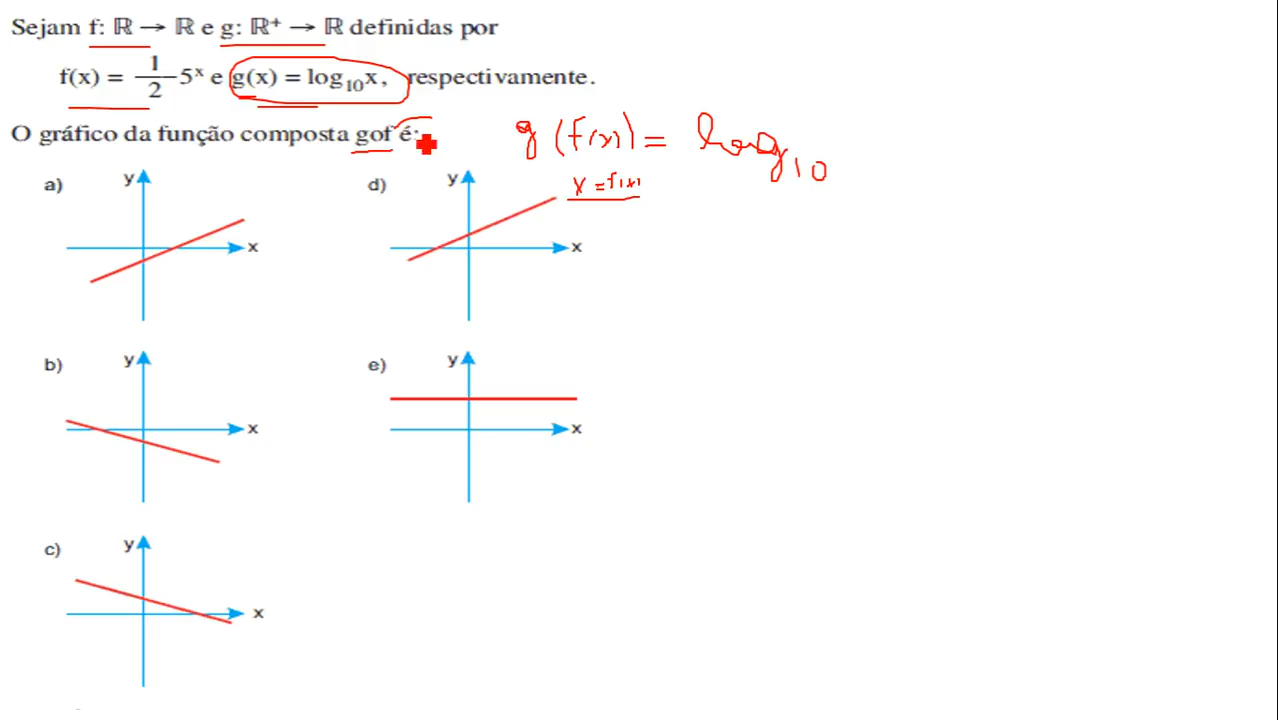 Sejam f: ℝ → ℝ e g: ℝ⁺ → ℝ definidas por
f(x) = 1/2 5ˣ e g(x) = log₁₀x, respectivamente.
O gráfico da função composta gof é:
g (f(x)) = log₁₀
x = f(x)
a) y x
d) y x
b) y x
e) y x
c) y x